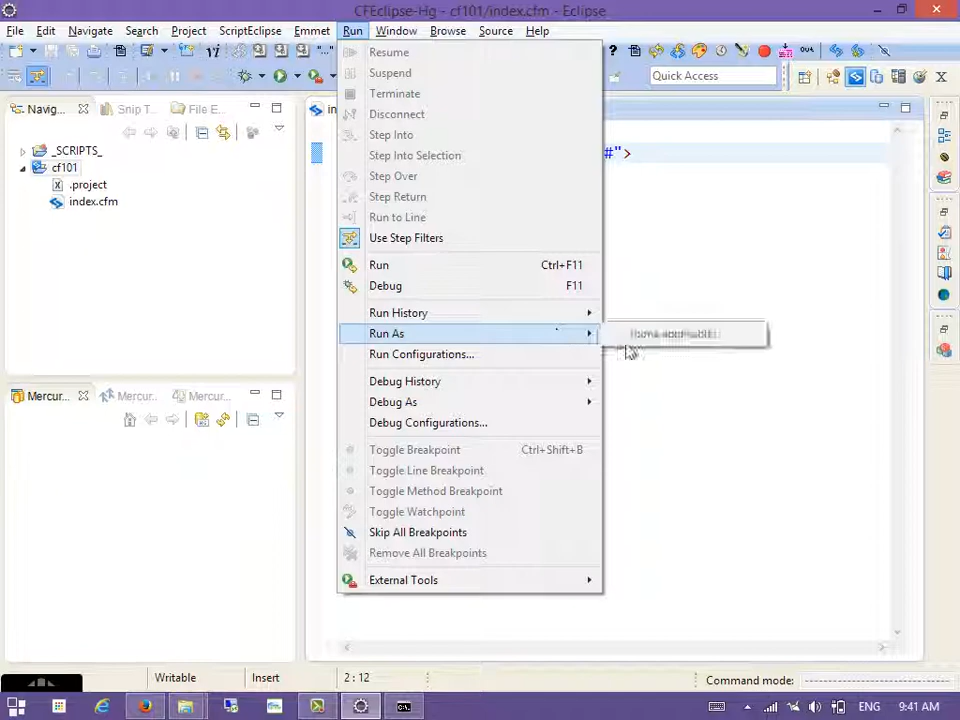 CFEclipse-Hg - cf101/index.cfm - Eclipse
File Edit Navigate Search Project ScriptEclipse Emmet Run Window Browse Source Help
Quick Access
Navig... Snip T... File E...
_SCRIPTS_
cf101
.project
index.cfm
#">
Resume
Suspend
Terminate
Disconnect
Step Into
Step Into Selection
Step Over
Step Return
Run to Line
Use Step Filters
Run Ctrl+F11
Debug F11
Run History
Run As
Run Configurations...
Debug History
Debug As
Debug Configurations...
Toggle Breakpoint Ctrl+Shift+B
Toggle Line Breakpoint
Toggle Method Breakpoint
Toggle Watchpoint
Skip All Breakpoints
Remove All Breakpoints
External Tools
Mercur... Mercur... Mercur...
Writable Insert 2 : 12 Command mode:
ENG 9:41 AM